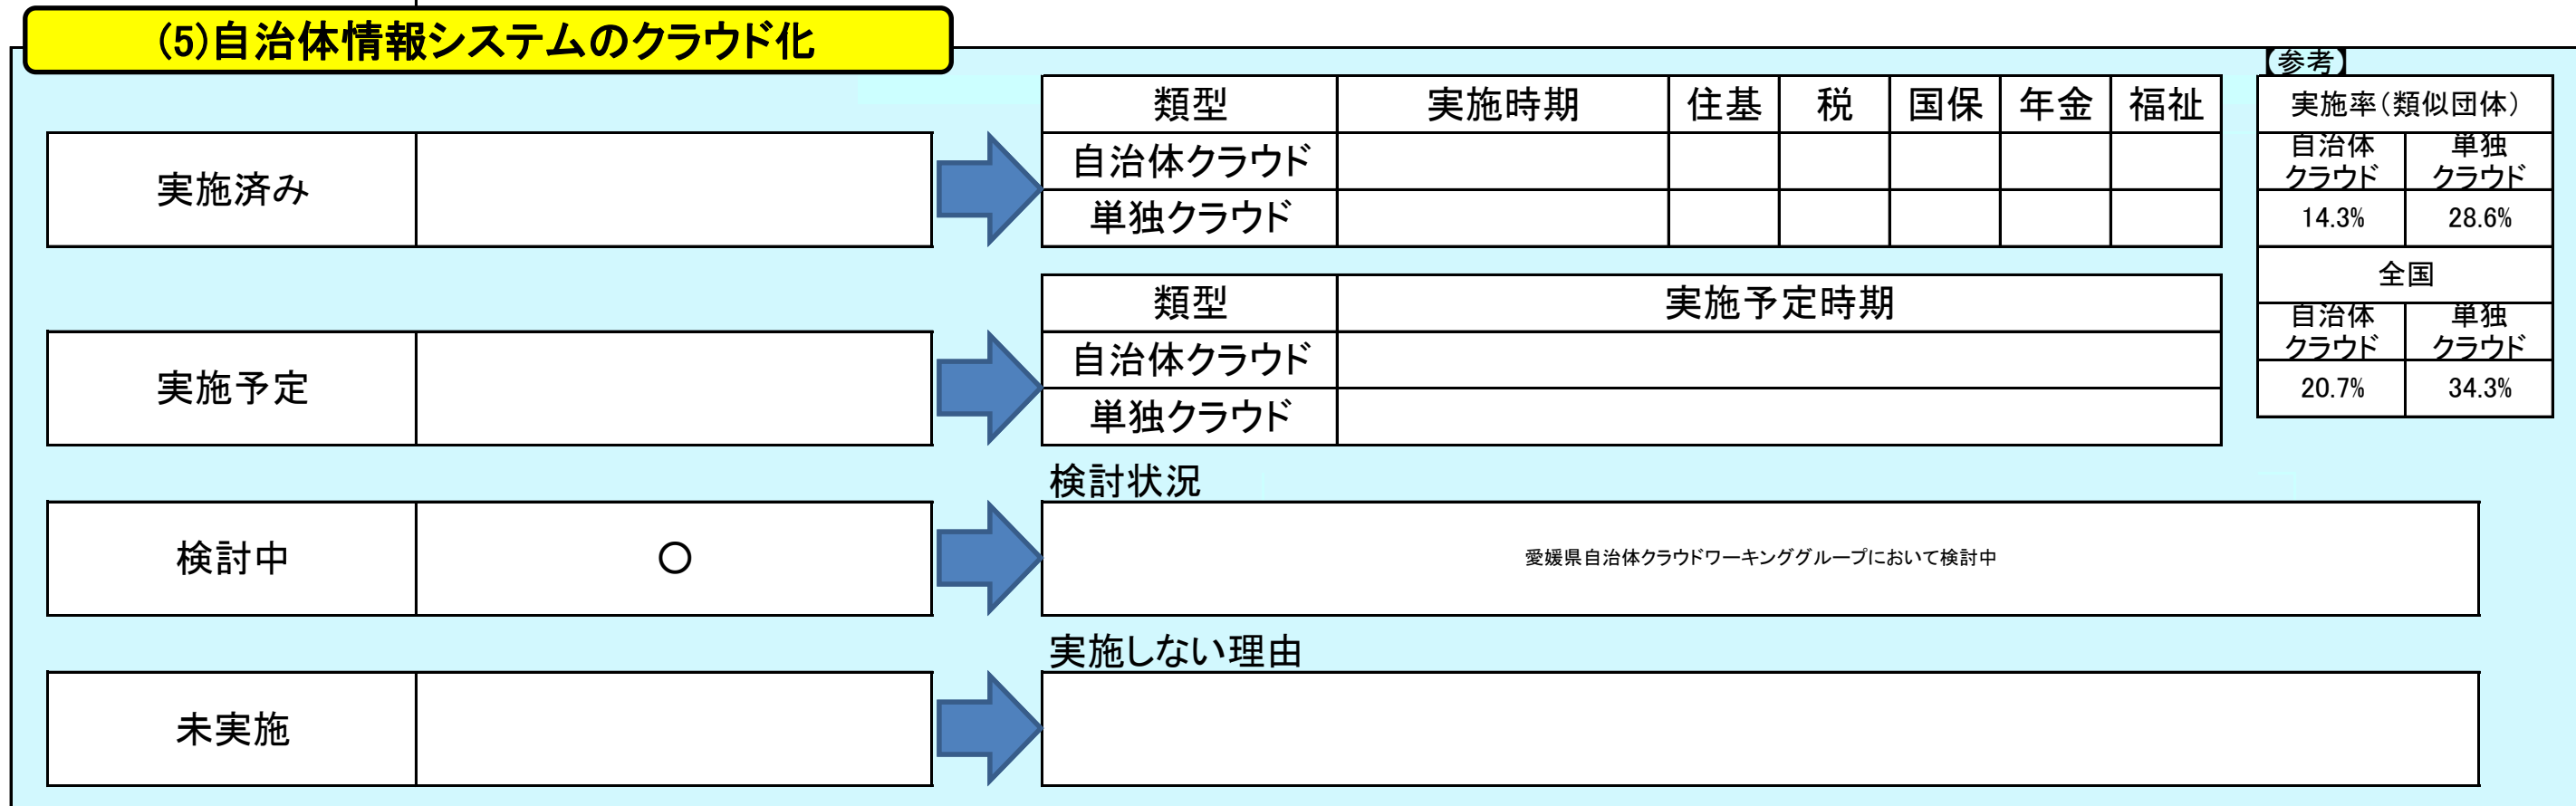 (5)自治体情報システムのクラウド化
【参考】
類型 実施時期 住基 税 国保 年金 福祉
実施済み
自治体クラウド
単独クラウド
実施率(類似団体)
自治体クラウド 単独クラウド
14.3% 28.6%
全国
自治体クラウド 単独クラウド
20.7% 34.3%
類型 実施予定時期
実施予定
自治体クラウド
単独クラウド
検討状況
検討中 〇 愛媛県自治体クラウドワーキンググループにおいて検討中
実施しない理由
未実施